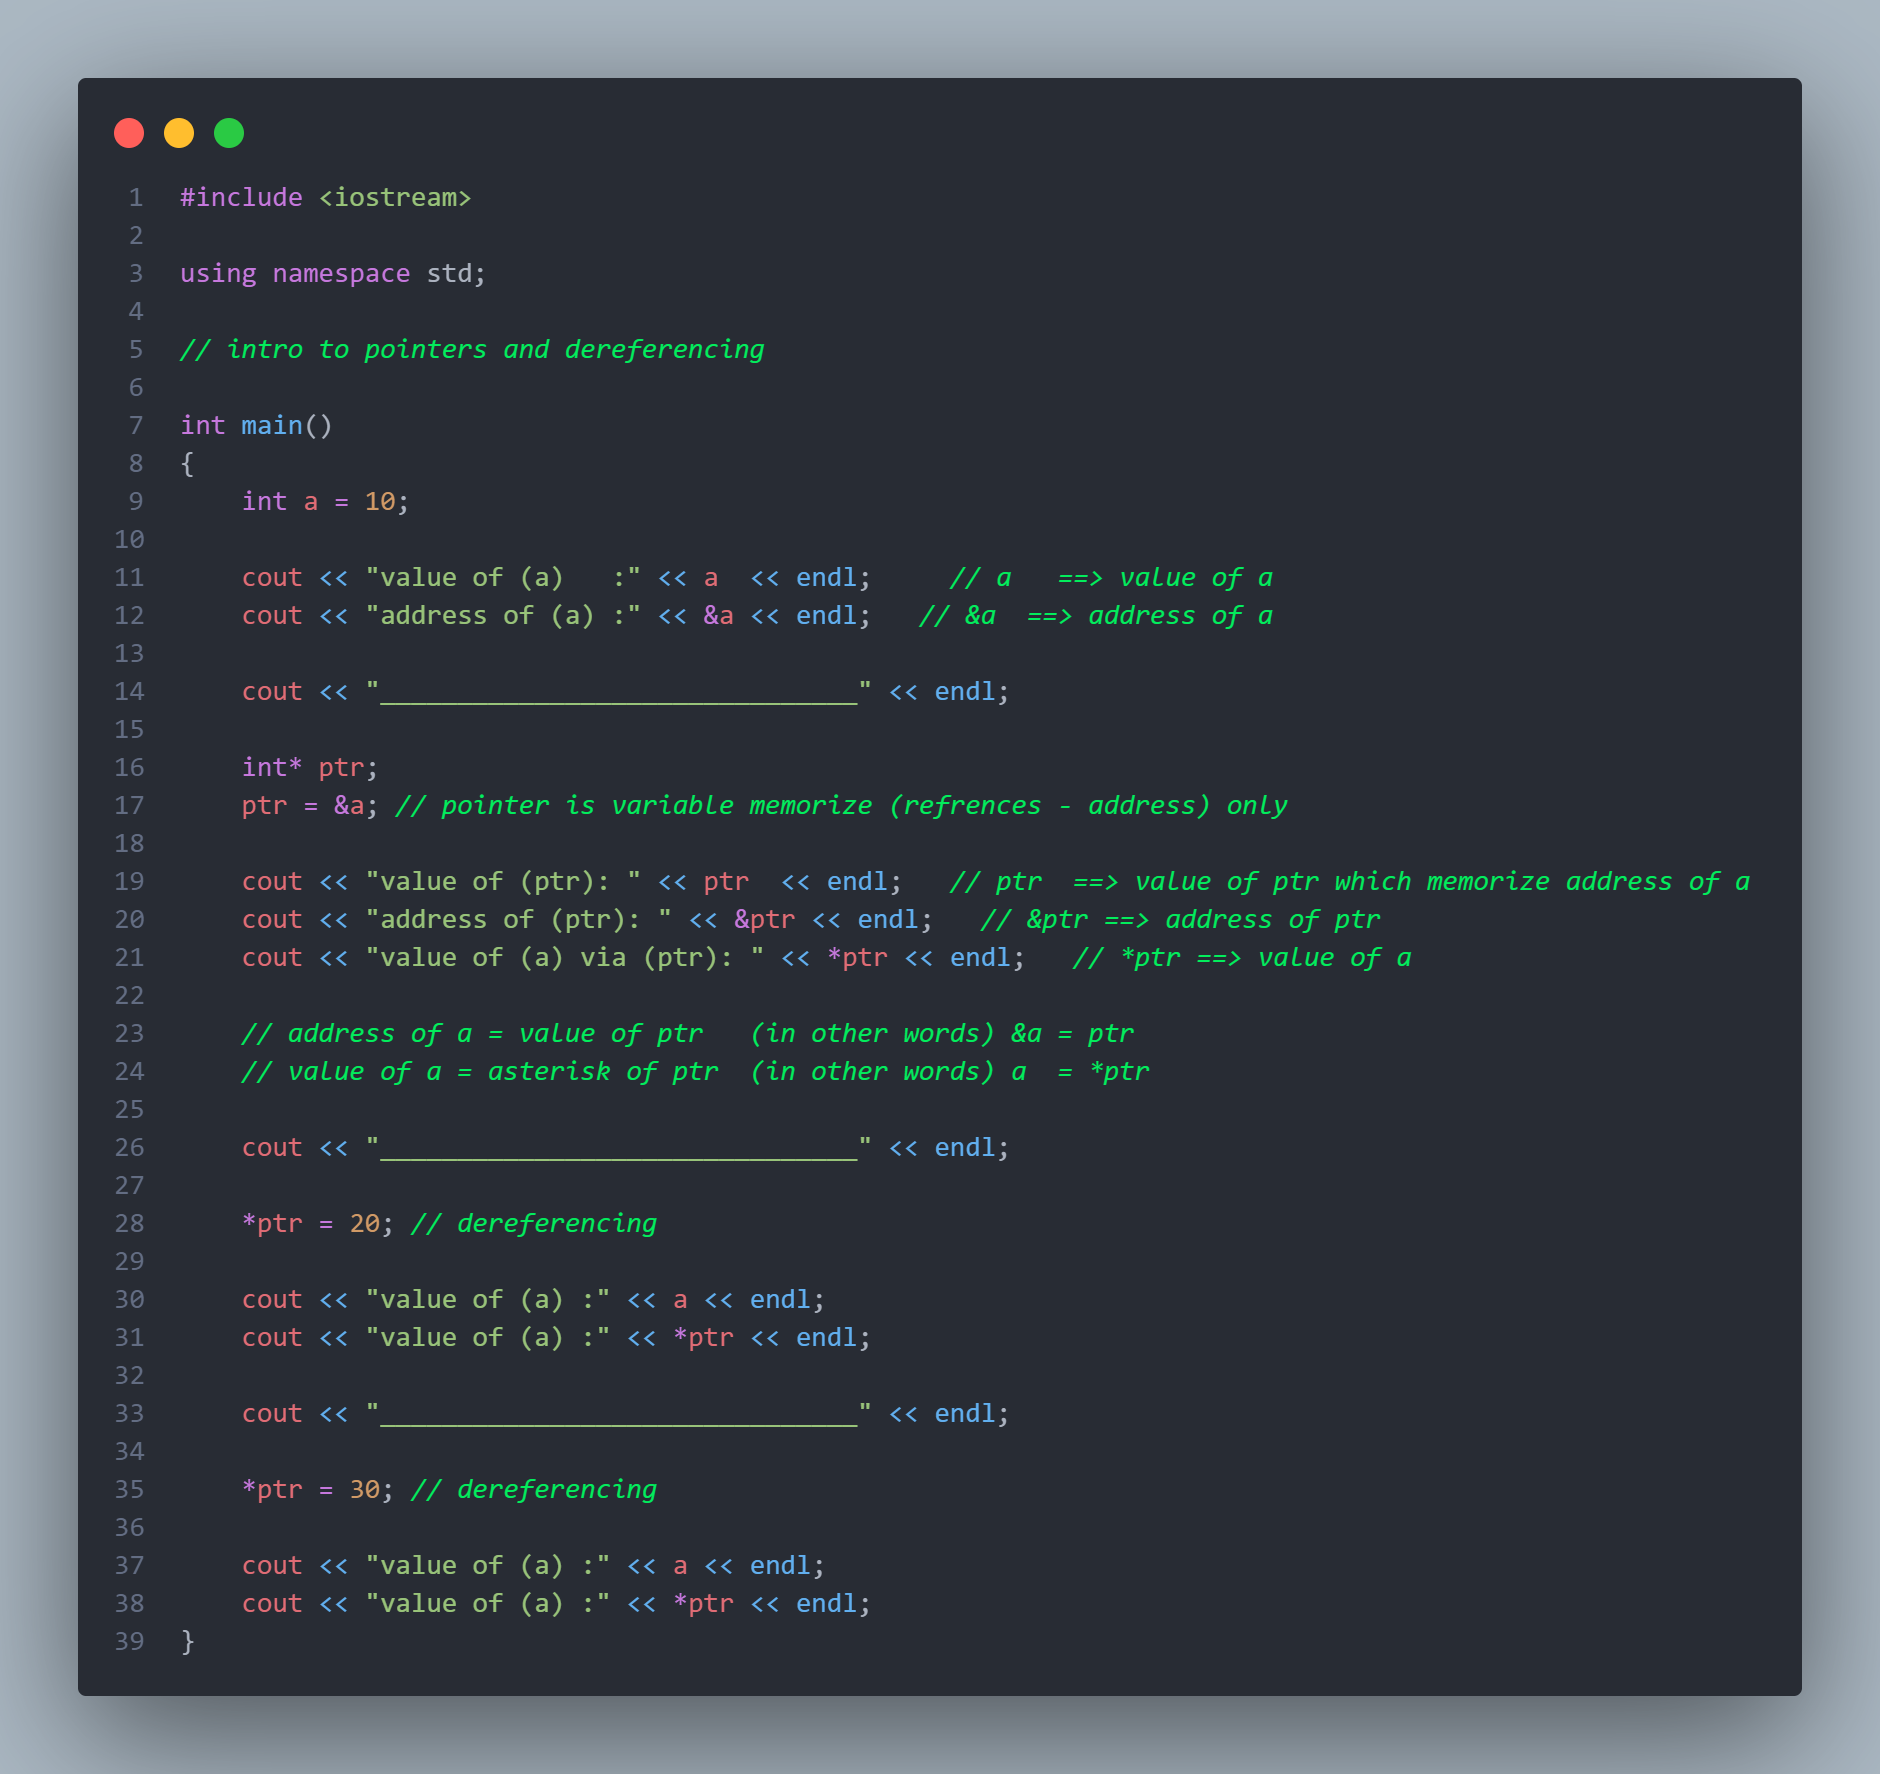 1 #include <iostream>
2
3 using namespace std;
4
5 // intro to pointers and dereferencing
6
7 int main()
8 {
9     int a = 10;
10
11     cout << "value of (a)   :" << a  << endl;     // a   ==> value of a
12     cout << "address of (a) :" << &a << endl;   // &a  ==> address of a
13
14     cout << "_______________________________" << endl;
15
16     int* ptr;
17     ptr = &a; // pointer is variable memorize (refrences - address) only
18
19     cout << "value of (ptr): " << ptr  << endl;   // ptr  ==> value of ptr which memorize address of a
20     cout << "address of (ptr): " << &ptr << endl;   // &ptr ==> address of ptr
21     cout << "value of (a) via (ptr): " << *ptr << endl;   // *ptr ==> value of a
22
23     // address of a = value of ptr   (in other words) &a = ptr
24     // value of a = asterisk of ptr  (in other words) a  = *ptr
25
26     cout << "_______________________________" << endl;
27
28     *ptr = 20; // dereferencing
29
30     cout << "value of (a) :" << a << endl;
31     cout << "value of (a) :" << *ptr << endl;
32
33     cout << "_______________________________" << endl;
34
35     *ptr = 30; // dereferencing
36
37     cout << "value of (a) :" << a << endl;
38     cout << "value of (a) :" << *ptr << endl;
39 }